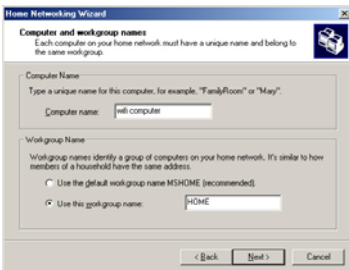 Home Networking Wizard
Computer and workgroup names
Each computer on your home network must have a unique name and belong to
the same workgroup.
Computer Name
Type a unique name for this computer, for example, "FamilyRoom" or "Mary".
Computer name:
wifi computer
Workgroup Name
Workgroup names identify a group of computers on your home network. It's similar to how
members of a household have the same address.
Use the default workgroup name MSHOME (recommended).
Use this workgroup name:
HOME
< Back
Next >
Cancel